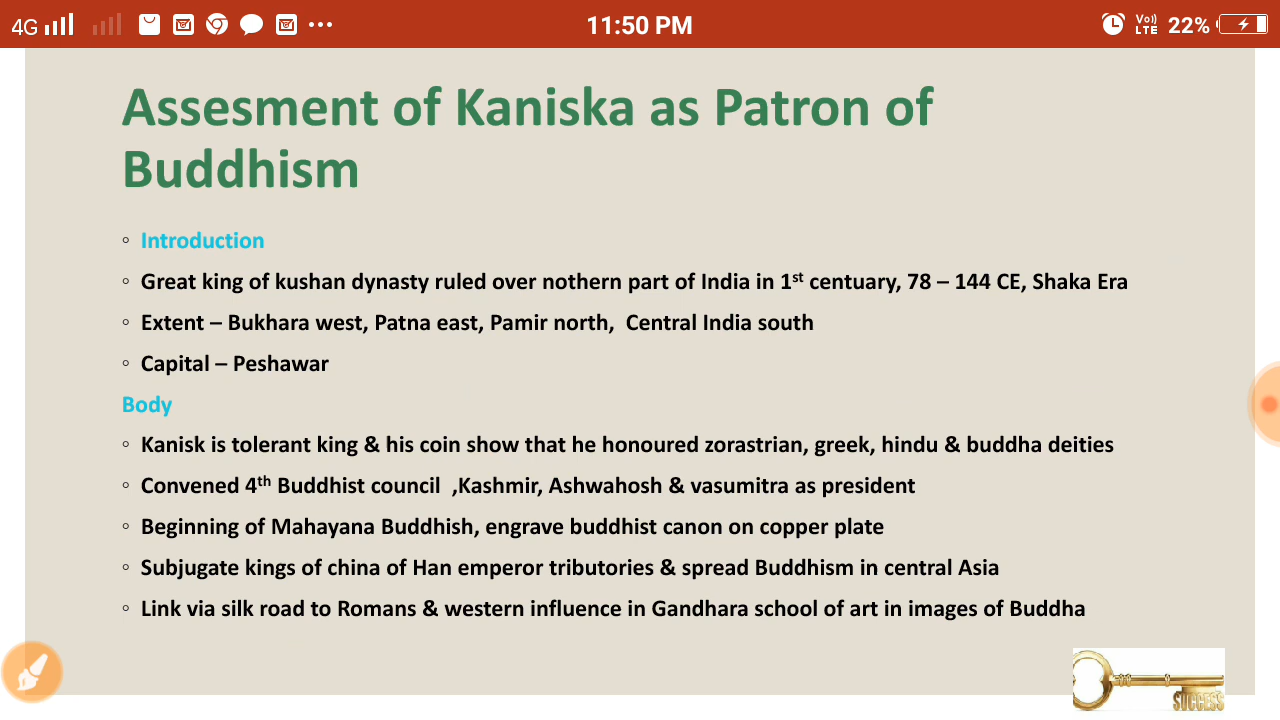 4G 11:50 PM Vo)) LTE 22%
Assesment of Kaniska as Patron of
Buddhism
◦ Introduction
◦ Great king of kushan dynasty ruled over nothern part of India in 1st centuary, 78 – 144 CE, Shaka Era
◦ Extent – Bukhara west, Patna east, Pamir north,  Central India south
◦ Capital – Peshawar
Body
◦ Kanisk is tolerant king & his coin show that he honoured zorastrian, greek, hindu & buddha deities
◦ Convened 4th Buddhist council  ,Kashmir, Ashwahosh & vasumitra as president
◦ Beginning of Mahayana Buddhish, engrave buddhist canon on copper plate
◦ Subjugate kings of china of Han emperor tributories & spread Buddhism in central Asia
◦ Link via silk road to Romans & western influence in Gandhara school of art in images of Buddha
SUCCESS